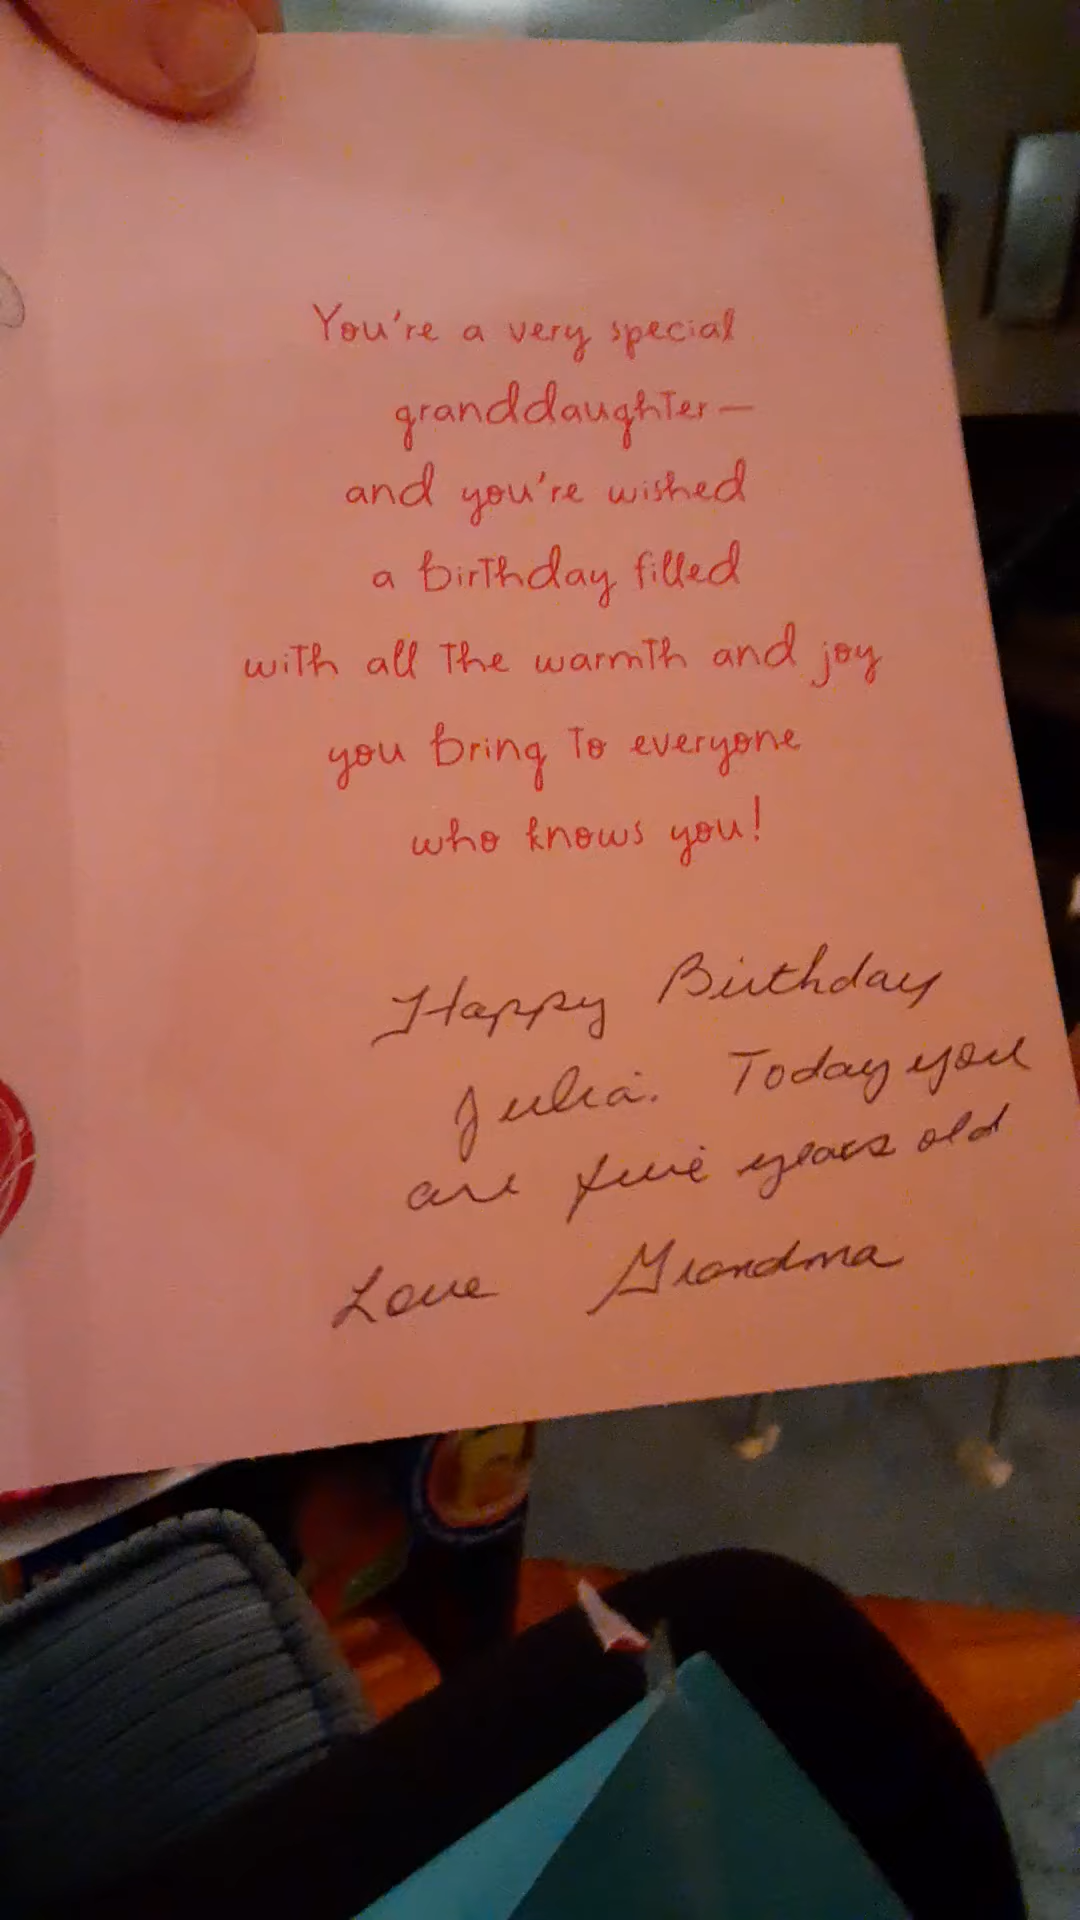 You're a very special
granddaughter—
and you're wished
a birthday filled
with all the warmth and joy
you bring to everyone
who knows you!
Happy Birthday
Julia. Today you
are five years old
Love Grandma